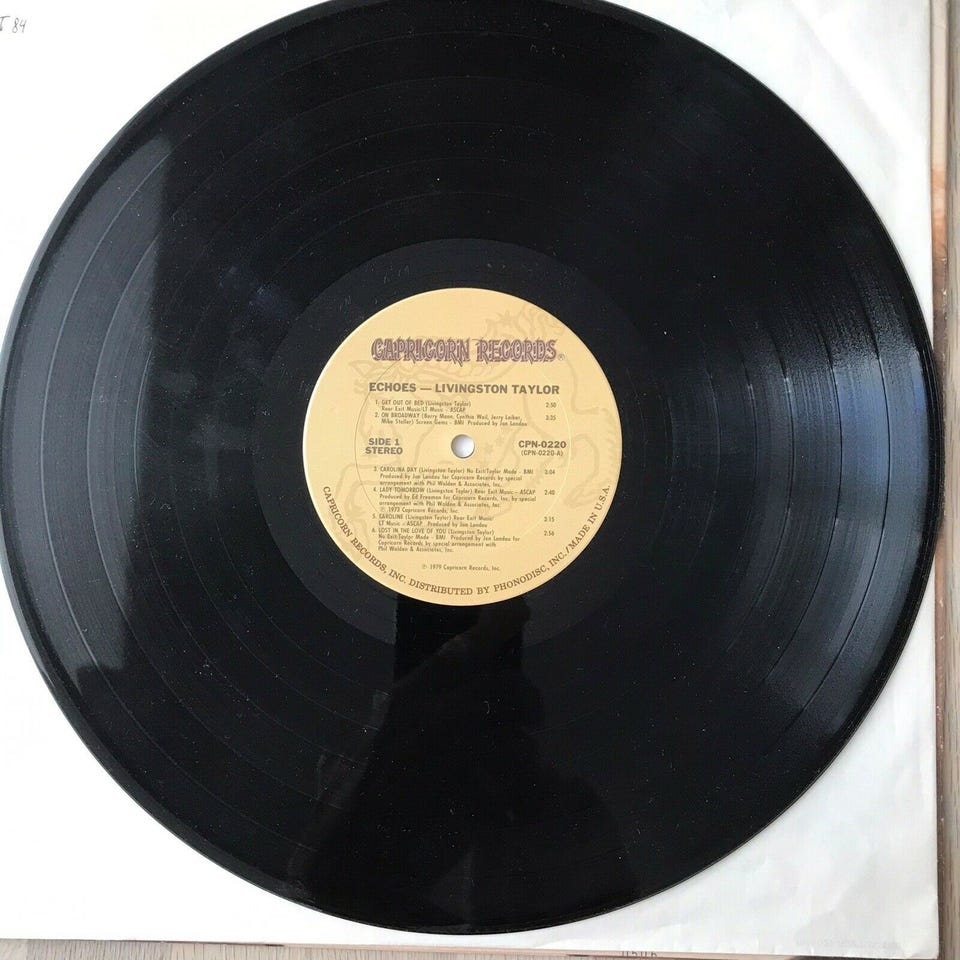 84
CAPRICORN RECORDS®
ECHOES — LIVINGSTON TAYLOR
1. GET OUT OF BED (Livingston Taylor)
Rear Exit Music/LT Music - ASCAP 2:50
2. ON BROADWAY (Barry Mann, Cynthia Weil, Jerry Leiber, 3:35
Mike Stoller) Screen Gems - BMI Produced by Jon Landau
SIDE 1
STEREO
CPN-0220
(CPN-0220-A)
3. CAROLINA DAY (Livingston Taylor) No Exit/Taylor Made - BMI 3:04
Produced by Jon Landau for Capricorn Records by special
arrangement with Phil Walden & Associates, Inc.
4. LADY TOMORROW (Livingston Taylor) Rear Exit Music - ASCAP 2:40
Produced by Ed Freeman for Capricorn Records, Inc. by special
arrangement with Phil Walden & Associates, Inc.
℗ 1973 Capricorn Records, Inc.
5. CAROLINE (Livingston Taylor) Rear Exit Music/ 3:15
LT Music - ASCAP Produced by Jon Landau
6. LOST IN THE LOVE OF YOU (Livingston Taylor) 2:56
No Exit/Taylor Made - BMI Produced by Jon Landau for
Capricorn Records by special arrangement with
Phil Walden & Associates, Inc.
℗ 1979 Capricorn Records, Inc.
CAPRICORN RECORDS, INC. DISTRIBUTED BY PHONODISC, INC./MADE IN U.S.A.